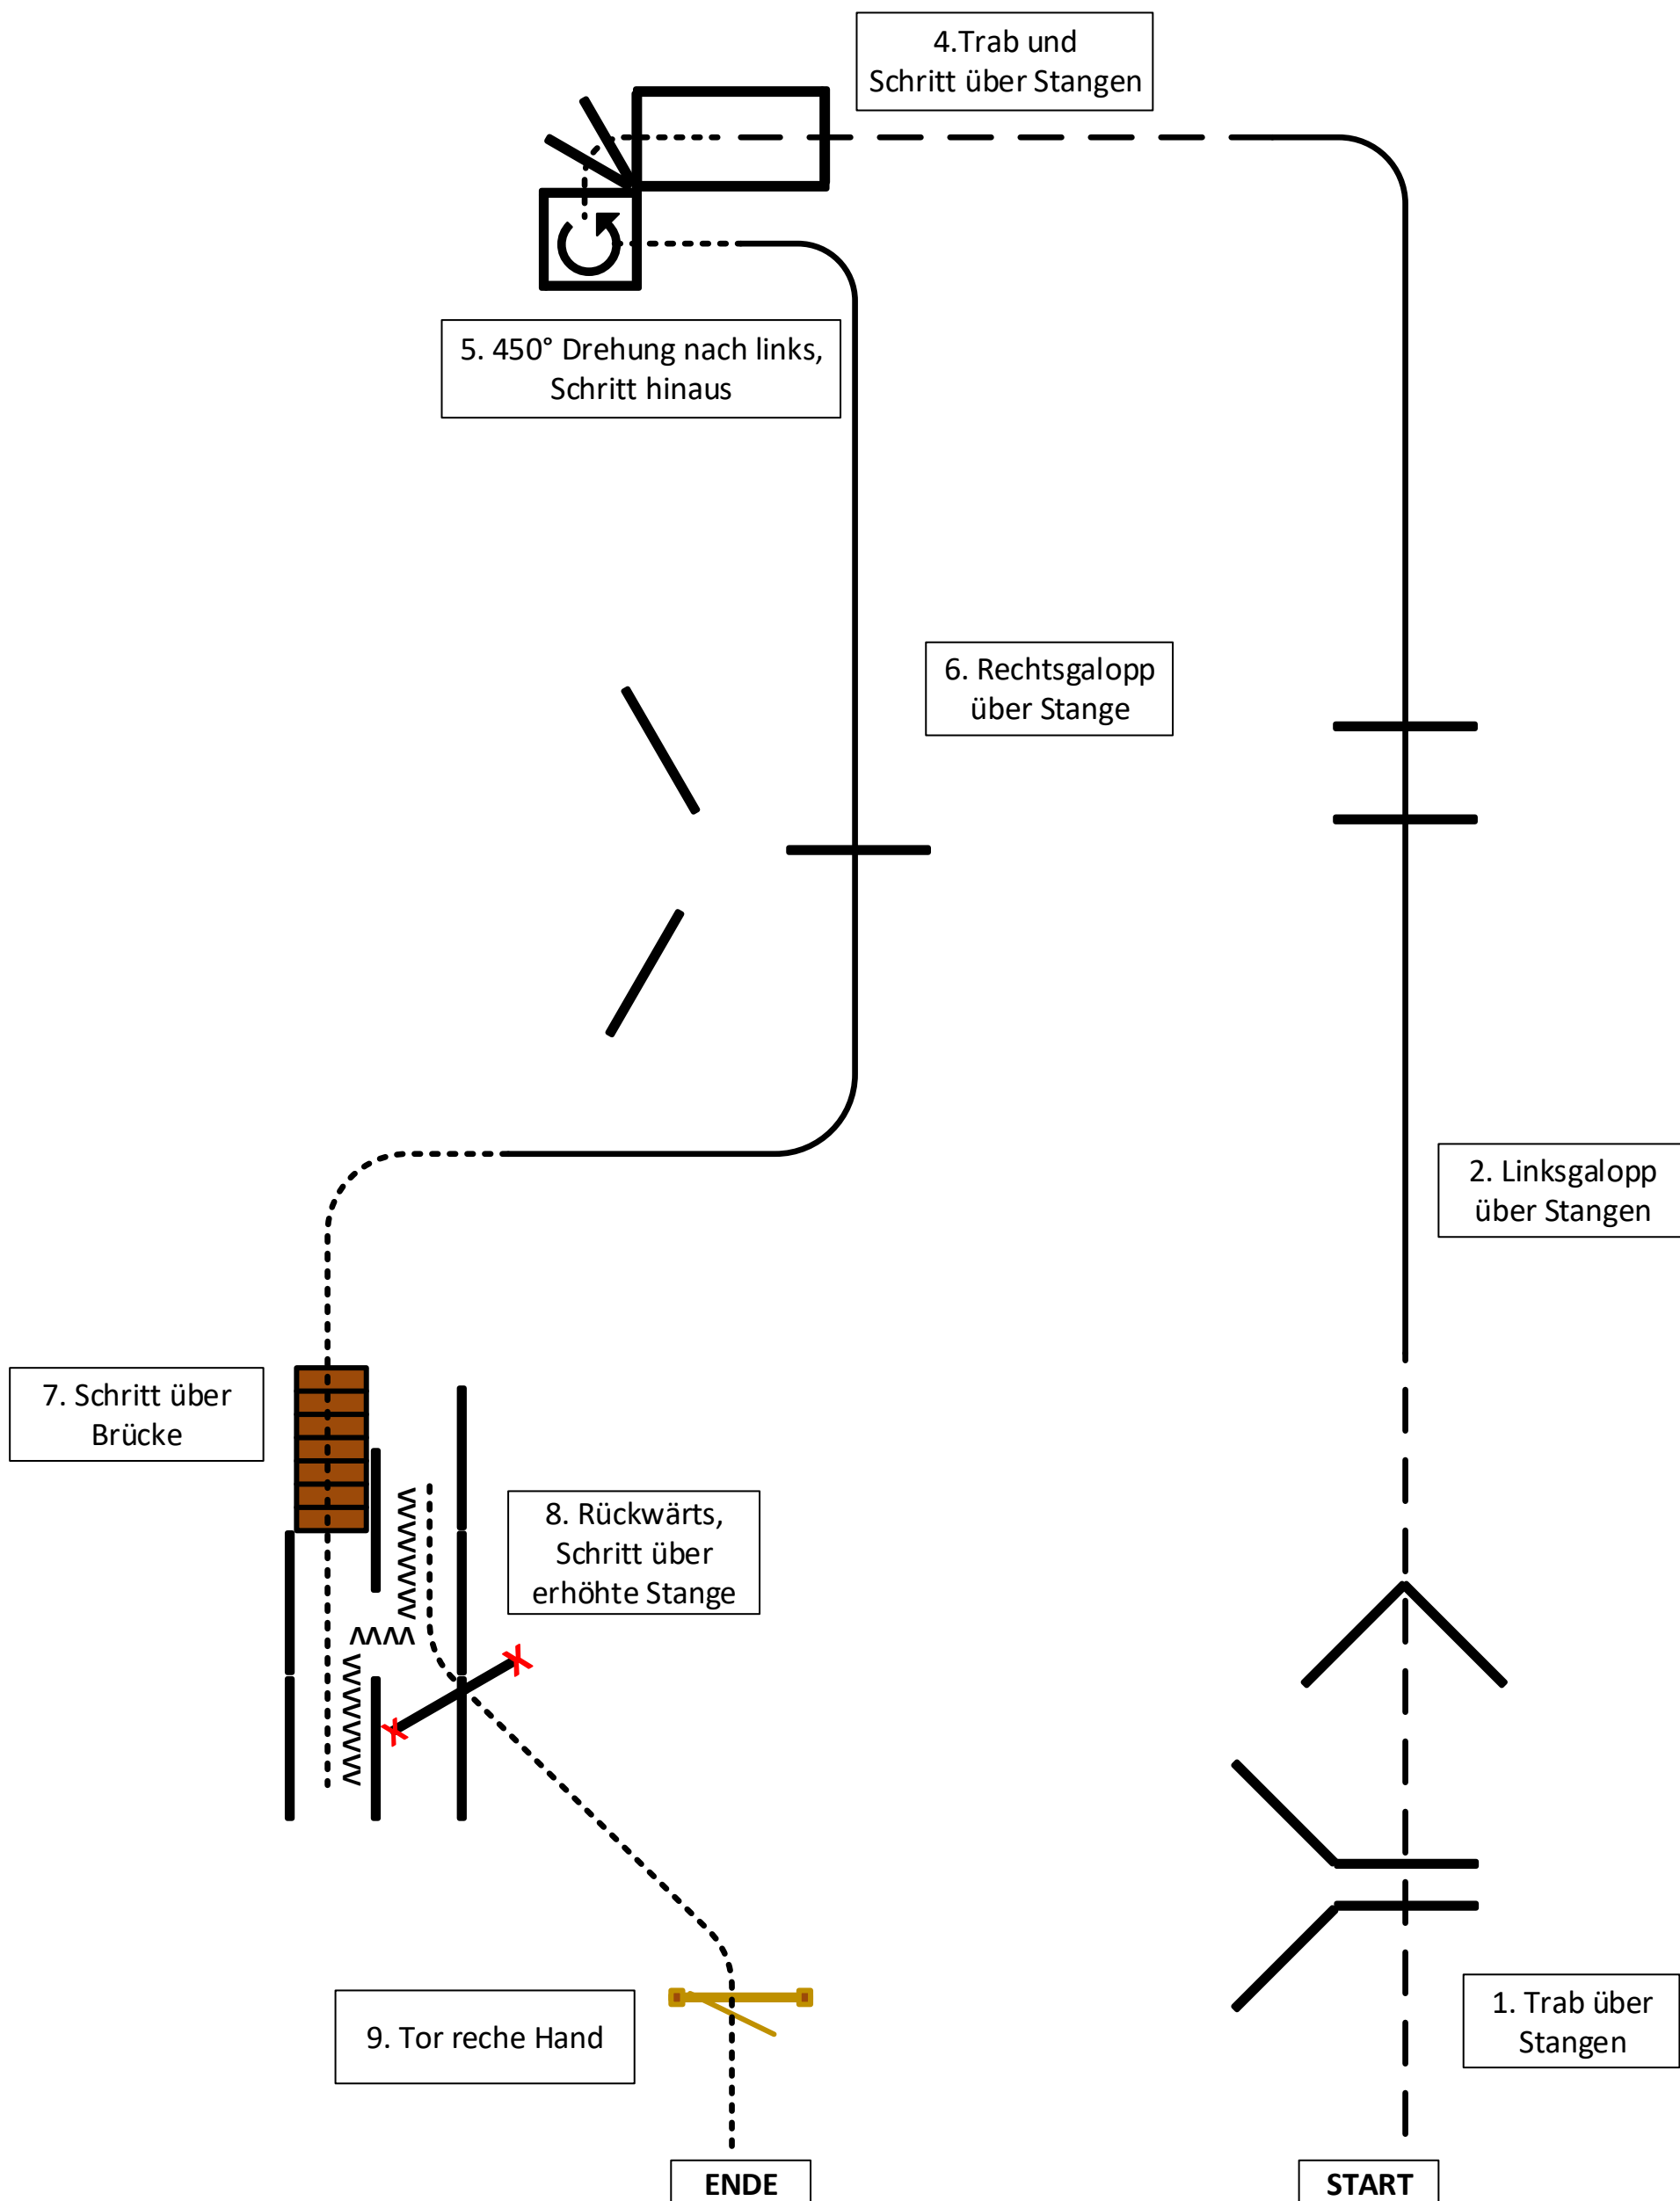 4.Trab und
Schritt über Stangen
5. 450° Drehung nach links,
Schritt hinaus
6. Rechtsgalopp
über Stange
2. Linksgalopp
über Stangen
7. Schritt über
Brücke
8. Rückwärts,
Schritt über
erhöhte Stange
9. Tor reche Hand
1. Trab über
Stangen
ENDE
START